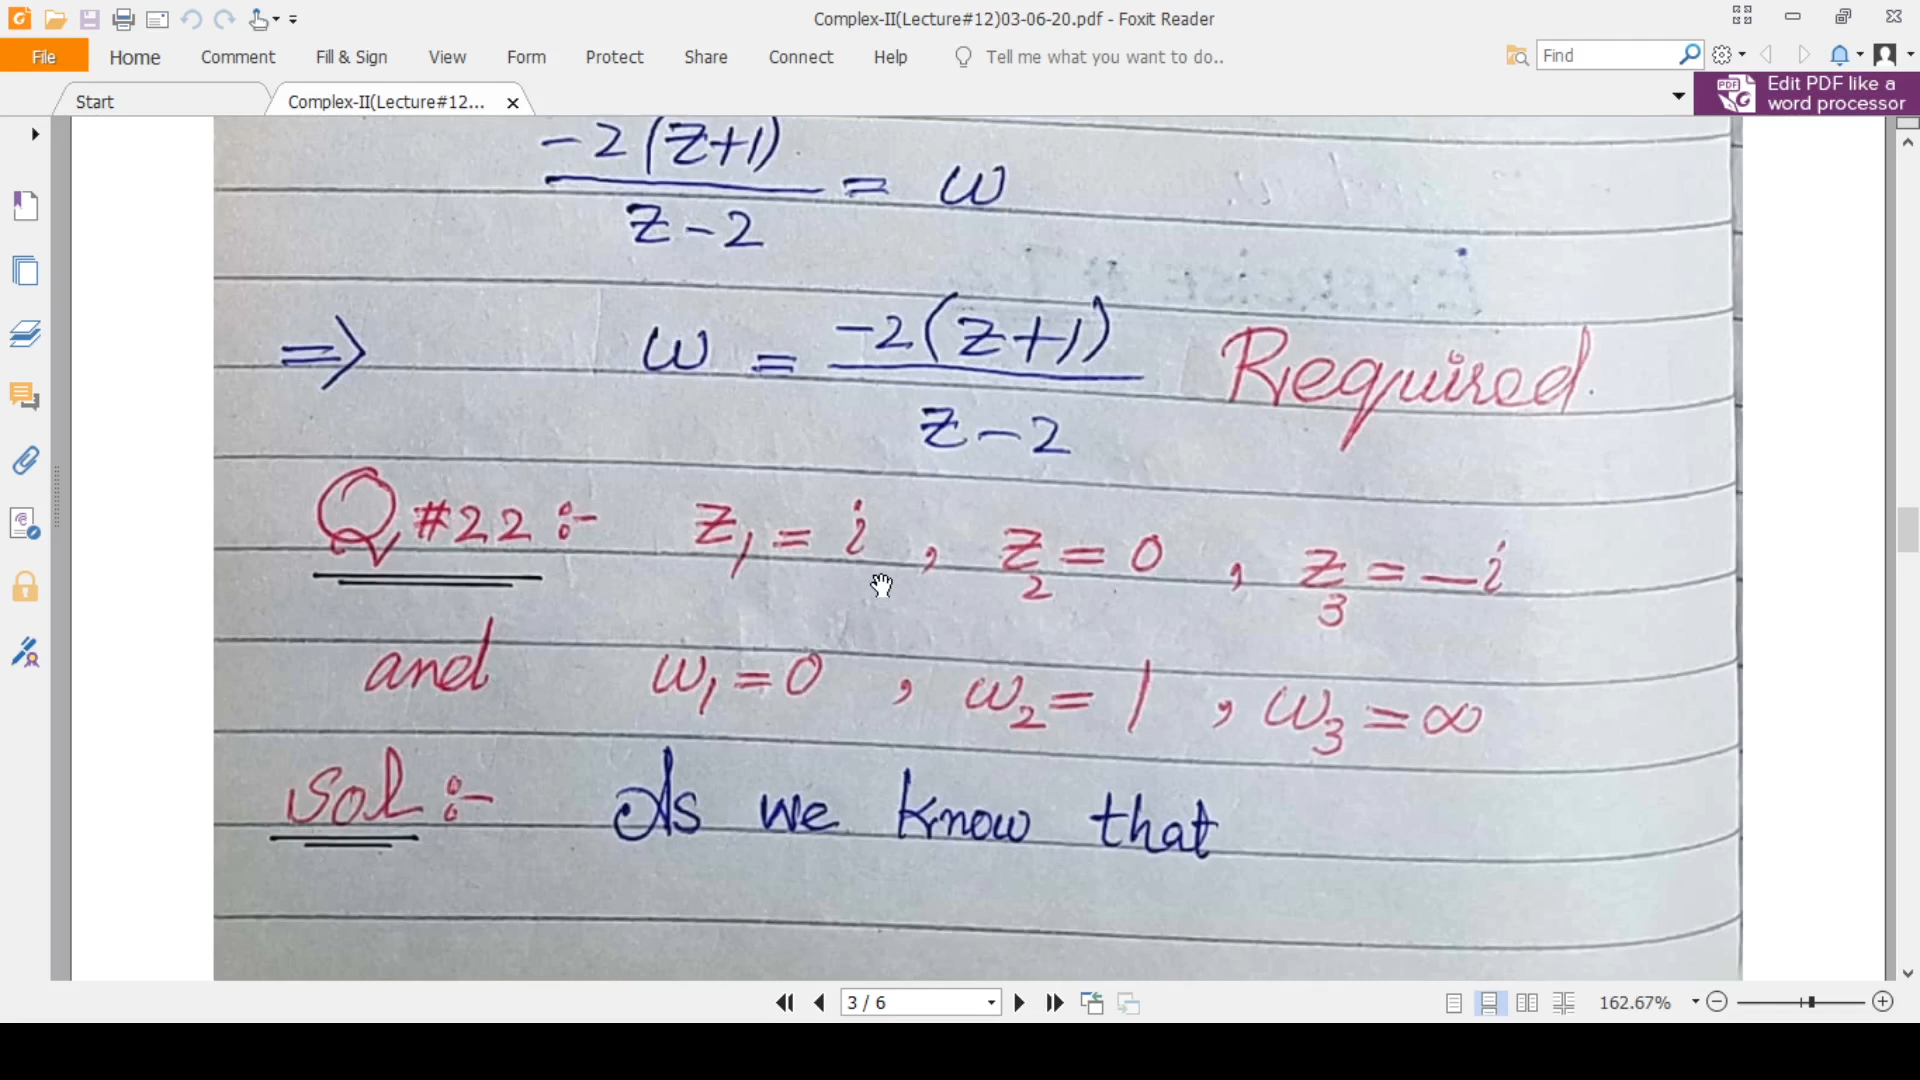 Complex-II(Lecture#12)03-06-20.pdf - Foxit Reader
File Home Comment Fill & Sign View Form Protect Share Connect Help Tell me what you want to do.. Find
Start Complex-II(Lecture#12... Edit PDF like a
word processor
-2(z+1)
z-2 = ω
⇒ ω = -2(z+1) Required.
z-2
Q #22 :- z₁ = i , z₂ = 0 , z₃ = -i
and ω₁ = 0 , ω₂ = 1 , ω₃ = ∞
Sol :- As we know that
3 / 6 162.67%